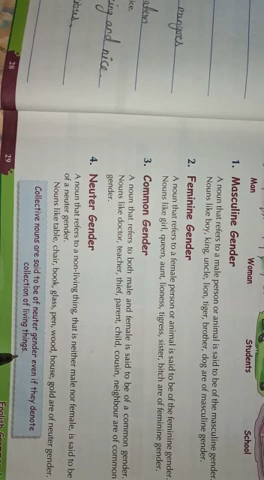 Man Woman Students School
1. Masculine Gender
A noun that refers to a male person or animal is said to be of the masculine gender.
Nouns like boy, king, uncle, lion, tiger, brother, dog are of masculine gender.
2. Feminine Gender
A noun that refers to a female person or animal is said to be of the feminine gender.
Nouns like girl, queen, aunt, lioness, tigress, sister, bitch are of feminine gender.
3. Common Gender
A noun that refers to both male and female is said to be of a common gender.
Nouns like doctor, teacher, thief, parent, child, cousin, neighbour are of common
gender.
4. Neuter Gender
A noun that refers to a non-living thing, that is neither male nor female, is said to be
of a neuter gender.
Nouns like table, chair, book, glass, pen, wood, house, gold are of neuter gender.
Collective nouns are said to be of neuter gender even if they denote
collection of living things.
29
28
and nice